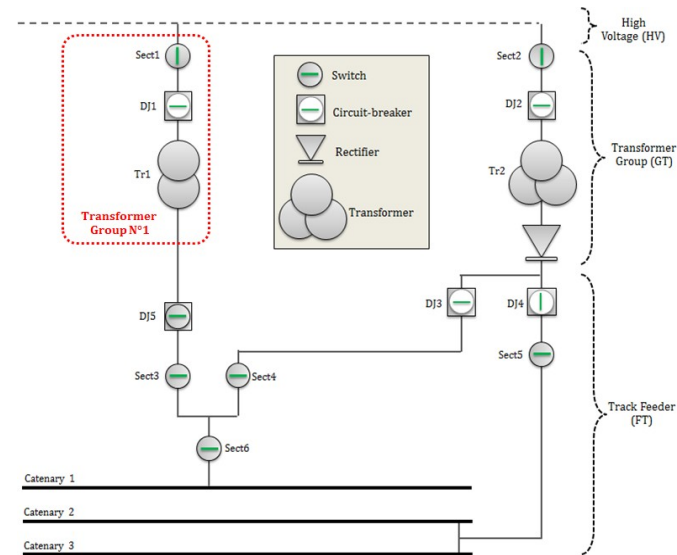 High
Voltage (HV)
Sect1
Sect2
Switch
DJ1
Circuit-breaker
DJ2
Rectifier
Transformer
Group (GT)
Tr1
Tr2
Transformer
Transformer
Group N°1
DJ3
DJ4
DJ5
Sect5
Sect3
Sect4
Track Feeder
(FT)
Sect6
Catenary 1
Catenary 2
Catenary 3